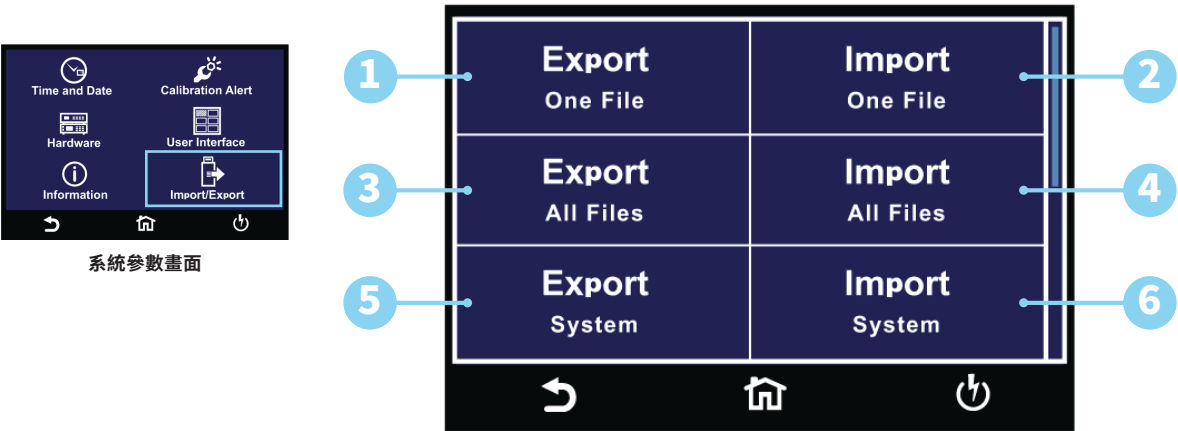 Time and Date
Calibration Alert
Hardware
User Interface
Information
Import/Export
系統參數畫面
1
Export
One File
Import
One File
2
3
Export
All Files
Import
All Files
4
5
Export
System
Import
System
6